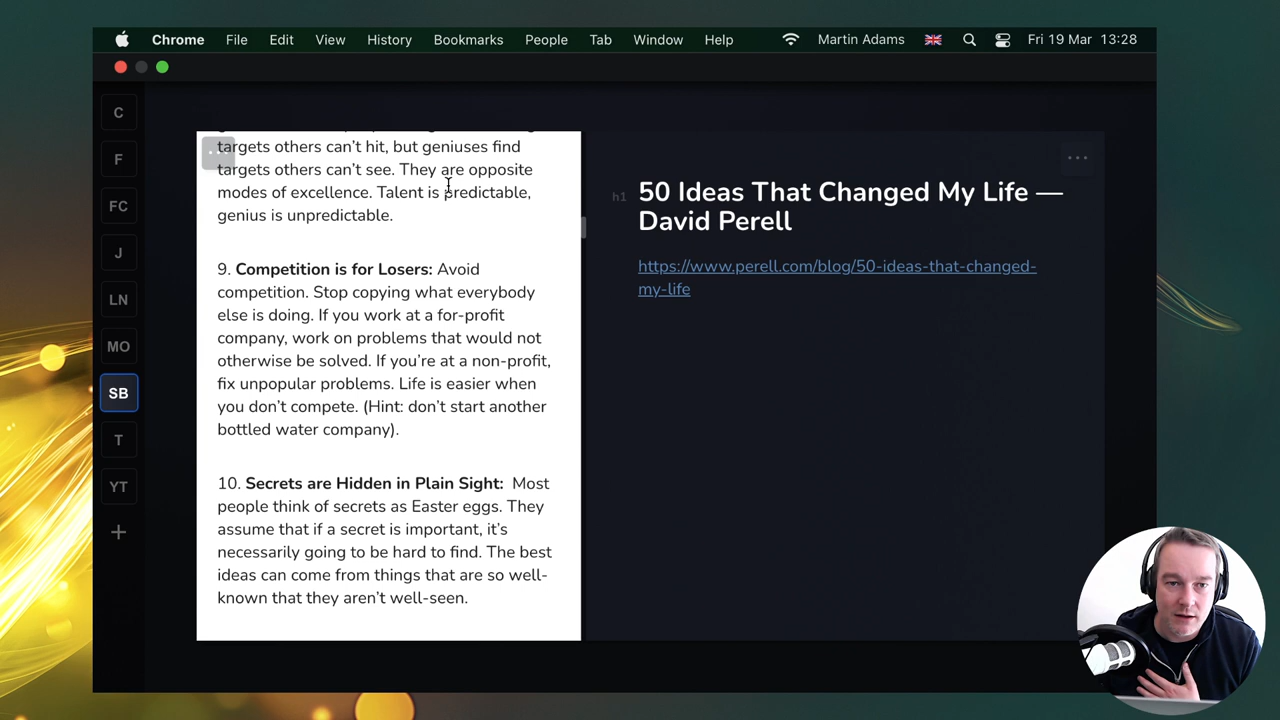 Chrome File Edit View History Bookmarks People Tab Window Help Martin Adams Fri 19 Mar 13:28
C
F
FC
J
LN
MO
SB
T
YT
targets others can't hit, but geniuses find
targets others can't see. They are opposite
modes of excellence. Talent is predictable,
genius is unpredictable.
9. Competition is for Losers: Avoid
competition. Stop copying what everybody
else is doing. If you work at a for-profit
company, work on problems that would not
otherwise be solved. If you're at a non-profit,
fix unpopular problems. Life is easier when
you don't compete. (Hint: don't start another
bottled water company).
10. Secrets are Hidden in Plain Sight: Most
people think of secrets as Easter eggs. They
assume that if a secret is important, it's
necessarily going to be hard to find. The best
ideas can come from things that are so well-
known that they aren't well-seen.
h1 50 Ideas That Changed My Life —
David Perell
https://www.perell.com/blog/50-ideas-that-changed-
my-life